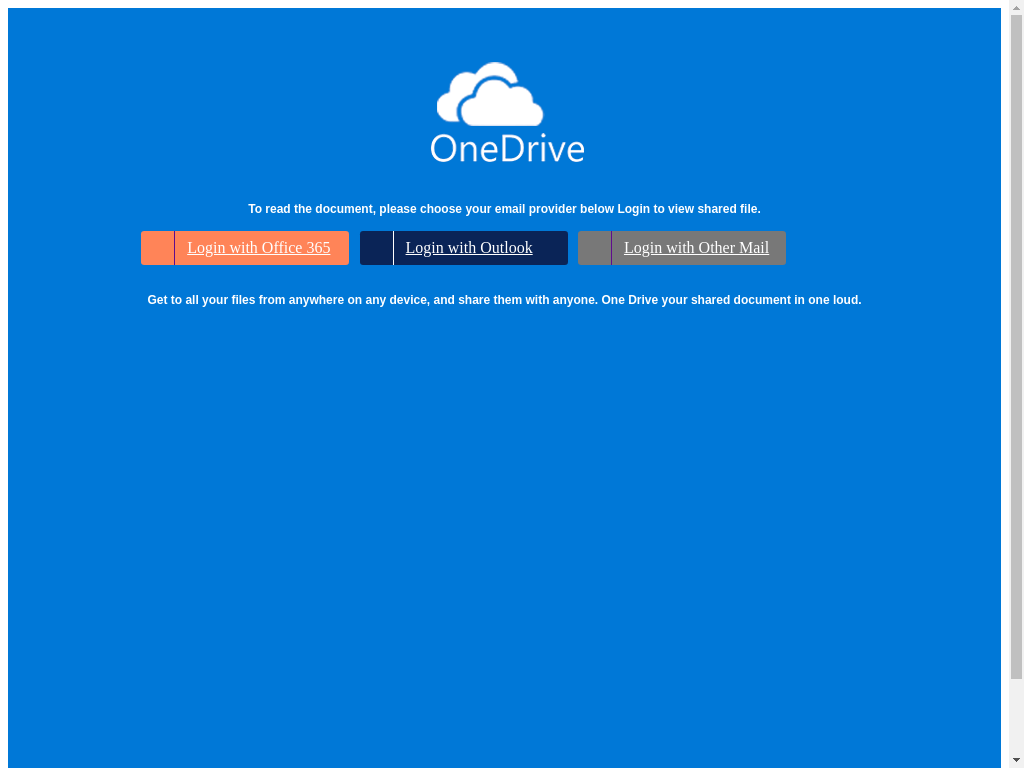 OneDrive
To read the document, please choose your email provider below Login to view shared file.
Login with Office 365 Login with Outlook Login with Other Mail
Get to all your files from anywhere on any device, and share them with anyone. One Drive your shared document in one loud.